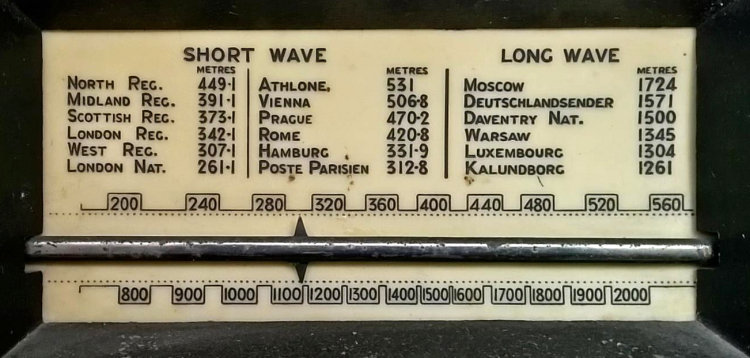 SHORT WAVE LONG WAVE
METRES METRES METRES
NORTH REG. 449·1 ATHLONE, 531 MOSCOW 1724
MIDLAND REG. 391·1 VIENNA 506·8 DEUTSCHLANDSENDER 1571
SCOTTISH REG. 373·1 PRAGUE 470·2 DAVENTRY NAT. 1500
LONDON REG. 342·1 ROME 420·8 WARSAW 1345
WEST REG. 307·1 HAMBURG 331·9 LUXEMBOURG 1304
LONDON NAT. 261·1 POSTE PARISIEN 312·8 KALUNDBORG 1261
200 240 280 320 360 400 440 480 520 560
800 900 1000 1100 1200 1300 1400 1500 1600 1700 1800 1900 2000